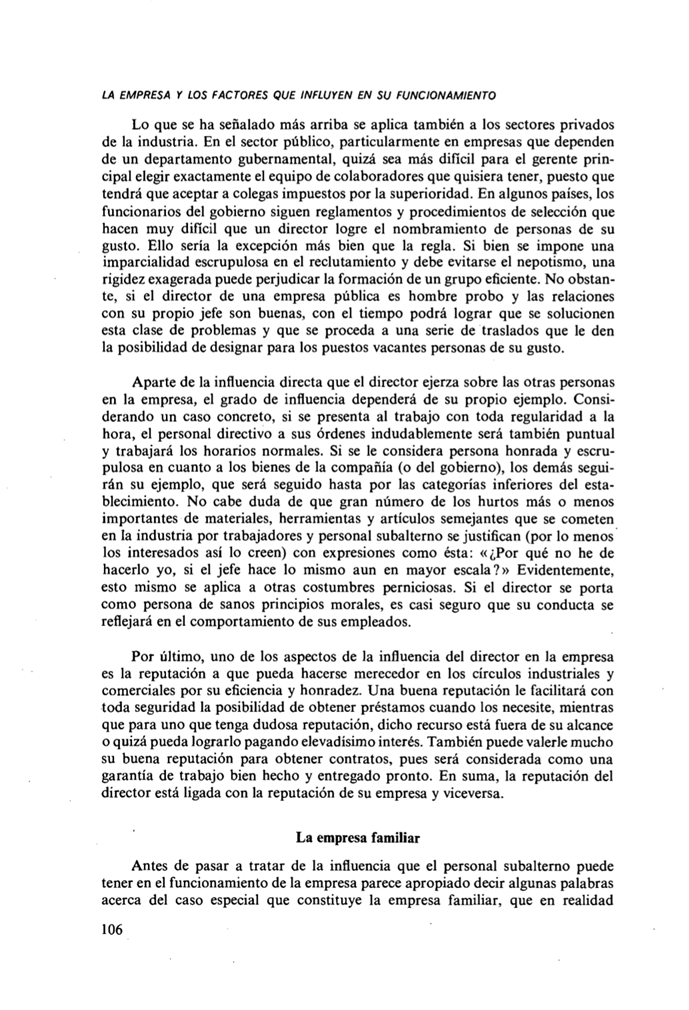 LA EMPRESA Y LOS FACTORES QUE INFLUYEN EN SU FUNCIONAMIENTO
Lo que se ha señalado más arriba se aplica también a los sectores privados
de la industria. En el sector público, particularmente en empresas que dependen
de un departamento gubernamental, quizá sea más difícil para el gerente prin-
cipal elegir exactamente el equipo de colaboradores que quisiera tener, puesto que
tendrá que aceptar a colegas impuestos por la superioridad. En algunos países, los
funcionarios del gobierno siguen reglamentos y procedimientos de selección que
hacen muy difícil que un director logre el nombramiento de personas de su
gusto. Ello sería la excepción más bien que la regla. Si bien se impone una
imparcialidad escrupulosa en el reclutamiento y debe evitarse el nepotismo, una
rigidez exagerada puede perjudicar la formación de un grupo eficiente. No obstan-
te, si el director de una empresa pública es hombre probo y las relaciones
con su propio jefe son buenas, con el tiempo podrá lograr que se solucionen
esta clase de problemas y que se proceda a una serie de traslados que le den
la posibilidad de designar para los puestos vacantes personas de su gusto.
Aparte de la influencia directa que el director ejerza sobre las otras personas
en la empresa, el grado de influencia dependerá de su propio ejemplo. Consi-
derando un caso concreto, si se presenta al trabajo con toda regularidad a la
hora, el personal directivo a sus órdenes indudablemente será también puntual
y trabajará los horarios normales. Si se le considera persona honrada y escru-
pulosa en cuanto a los bienes de la compañía (o del gobierno), los demás segui-
rán su ejemplo, que será seguido hasta por las categorías inferiores del esta-
blecimiento. No cabe duda de que gran número de los hurtos más o menos
importantes de materiales, herramientas y artículos semejantes que se cometen
en la industria por trabajadores y personal subalterno se justifican (por lo menos
los interesados así lo creen) con expresiones como ésta: «¿Por qué no he de
hacerlo yo, si el jefe hace lo mismo aun en mayor escala?» Evidentemente,
esto mismo se aplica a otras costumbres perniciosas. Si el director se porta
como persona de sanos principios morales, es casi seguro que su conducta se
reflejará en el comportamiento de sus empleados.
Por último, uno de los aspectos de la influencia del director en la empresa
es la reputación a que pueda hacerse merecedor en los círculos industriales y
comerciales por su eficiencia y honradez. Una buena reputación le facilitará con
toda seguridad la posibilidad de obtener préstamos cuando los necesite, mientras
que para uno que tenga dudosa reputación, dicho recurso está fuera de su alcance
o quizá pueda lograrlo pagando elevadísimo interés. También puede valerle mucho
su buena reputación para obtener contratos, pues será considerada como una
garantía de trabajo bien hecho y entregado pronto. En suma, la reputación del
director está ligada con la reputación de su empresa y viceversa.
La empresa familiar
Antes de pasar a tratar de la influencia que el personal subalterno puede
tener en el funcionamiento de la empresa parece apropiado decir algunas palabras
acerca del caso especial que constituye la empresa familiar, que en realidad
106